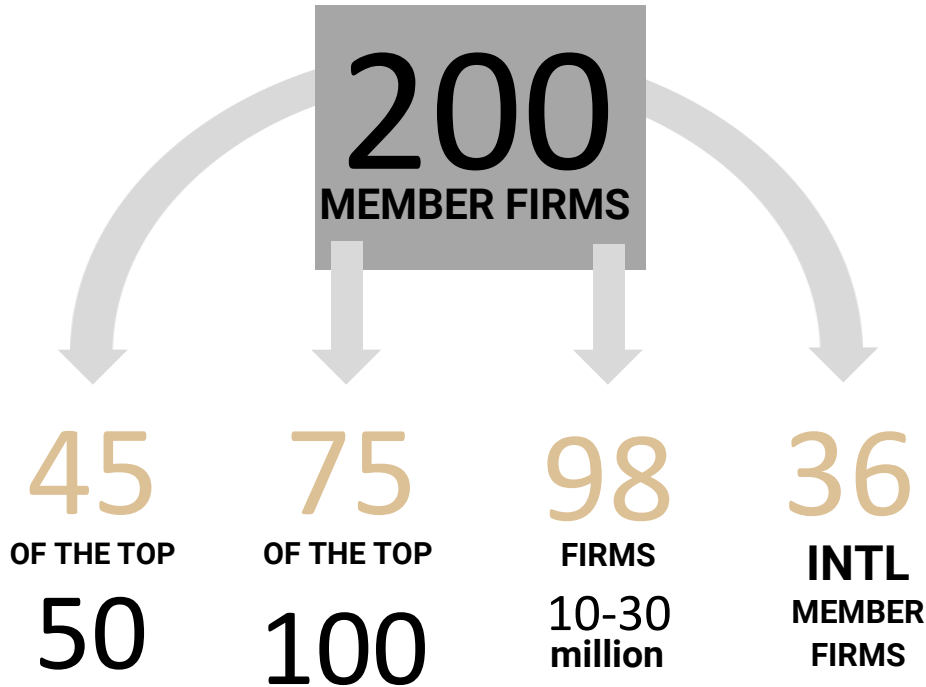 200
MEMBER FIRMS
45
OF THE TOP
50
75
OF THE TOP
100
98
FIRMS
10-30
million
36
INTL
MEMBER
FIRMS